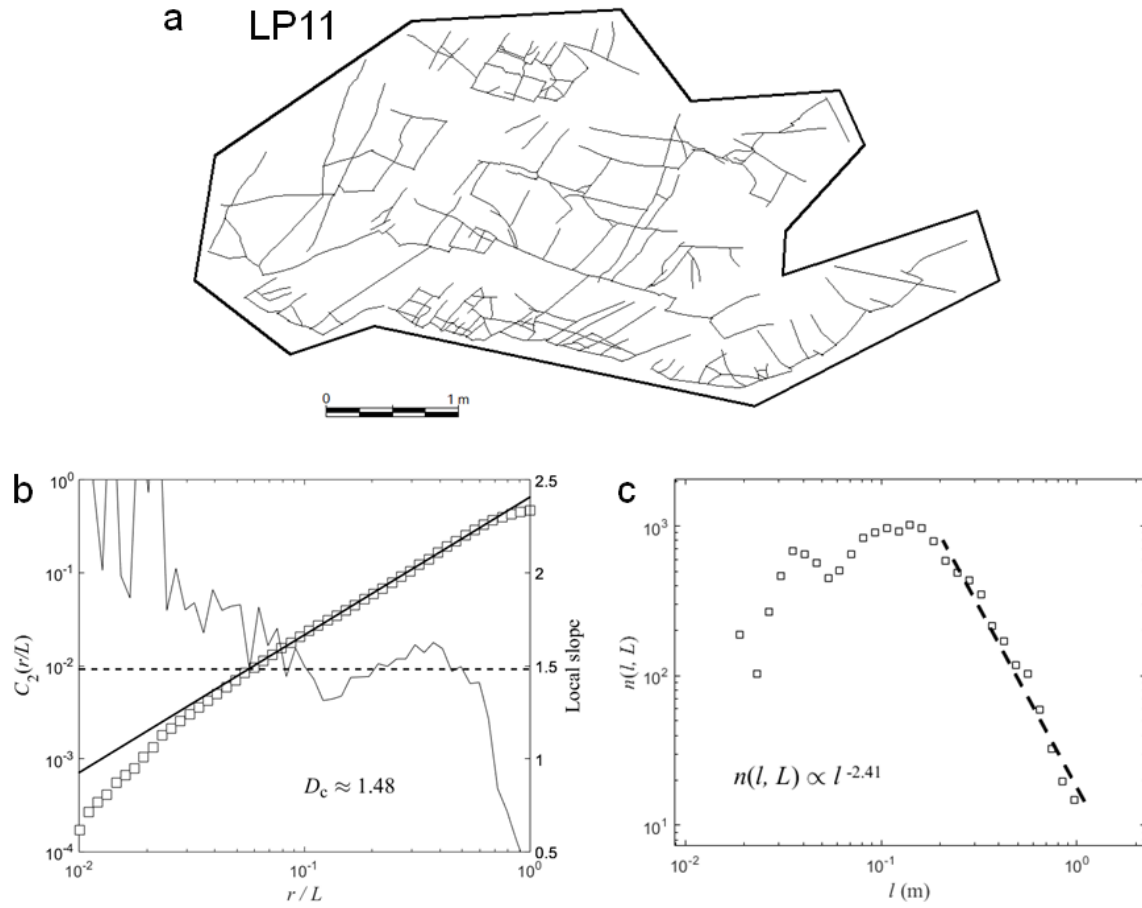 a LP11
0 1 m
b
10^0
10^-1
10^-2
10^-3
10^-4
C_2(r/L)
2.5
2
1.5
1
0.5
Local slope
D_c ≈ 1.48
10^-2 10^-1 10^0
r / L
c
10^3
10^2
10^1
n(l, L)
n(l, L) ∝ l^-2.41
10^-2 10^-1 10^0
l (m)